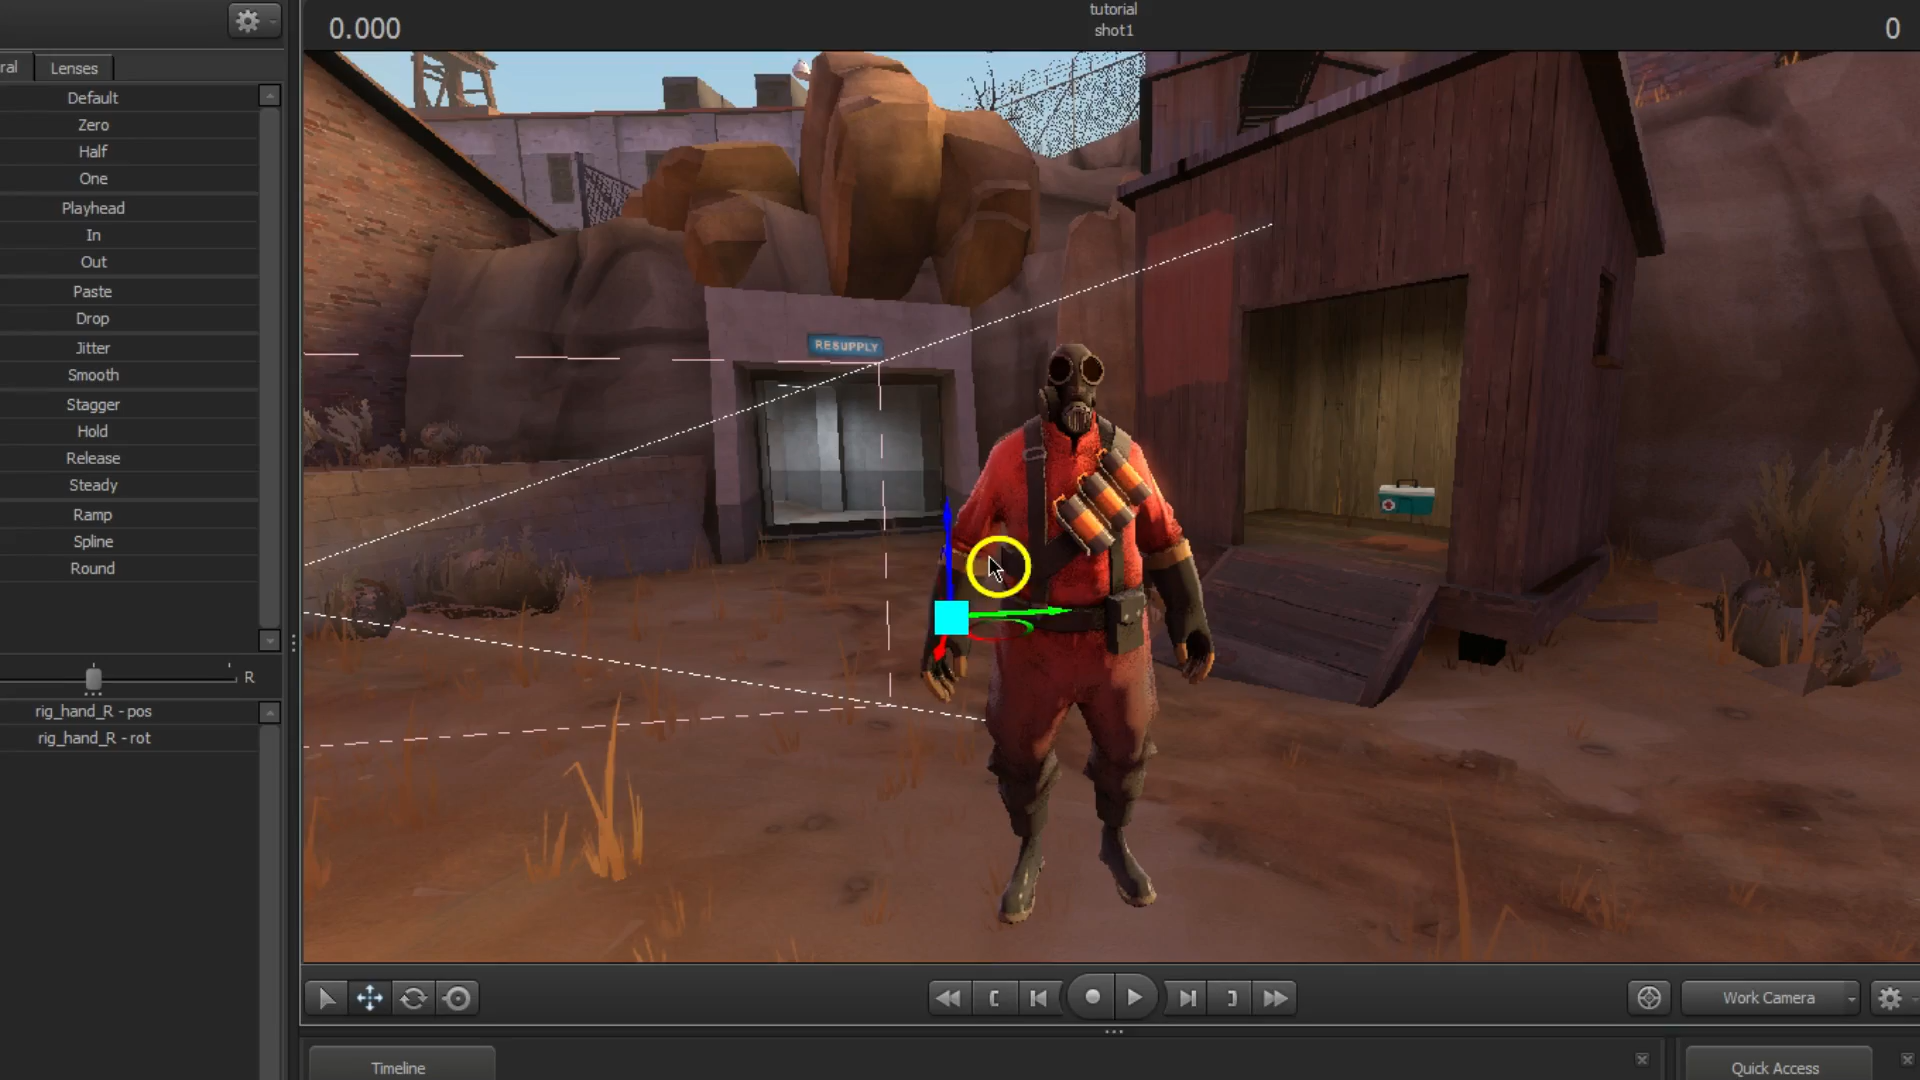 0.000
tutorial
shot1
0
ral
Lenses
Default
Zero
Half
One
Playhead
In
Out
Paste
Drop
Jitter
Smooth
Stagger
Hold
Release
Steady
Ramp
Spline
Round
R
rig_hand_R - pos
rig_hand_R - rot
RESUPPLY
Work Camera
Timeline
Quick Access